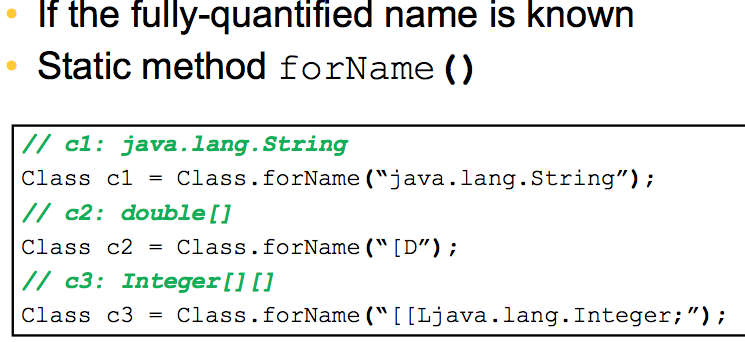 • If the fully-quantified name is known
• Static method forName()
// c1: java.lang.String
Class c1 = Class.forName(“java.lang.String”);
// c2: double[]
Class c2 = Class.forName(“[D”);
// c3: Integer[][]
Class c3 = Class.forName(“[[Ljava.lang.Integer;”);